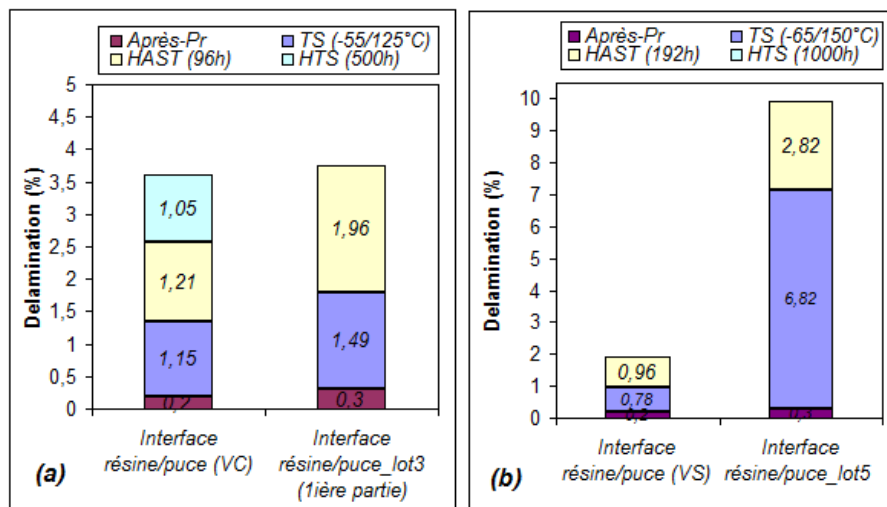 Après-Pr TS (-55/125°C)
HAST (96h) HTS (500h)
5
4,5
4
3,5
3
2,5
2
1,5
1
0,5
0
Delamination (%)
1,05
1,21
1,15
0,2
1,96
1,49
0,3
Interface
résine/puce (VC)
Interface
résine/puce_lot3
(1ière partie)
(a)
Après-Pr TS (-65/150°C)
HAST (192h) HTS (1000h)
10
9
8
7
6
5
4
3
2
1
0
Delamination (%)
0,96
0,78
0,2
2,82
6,82
0,3
Interface
résine/puce (VS)
Interface
résine/puce_lot5
(b)